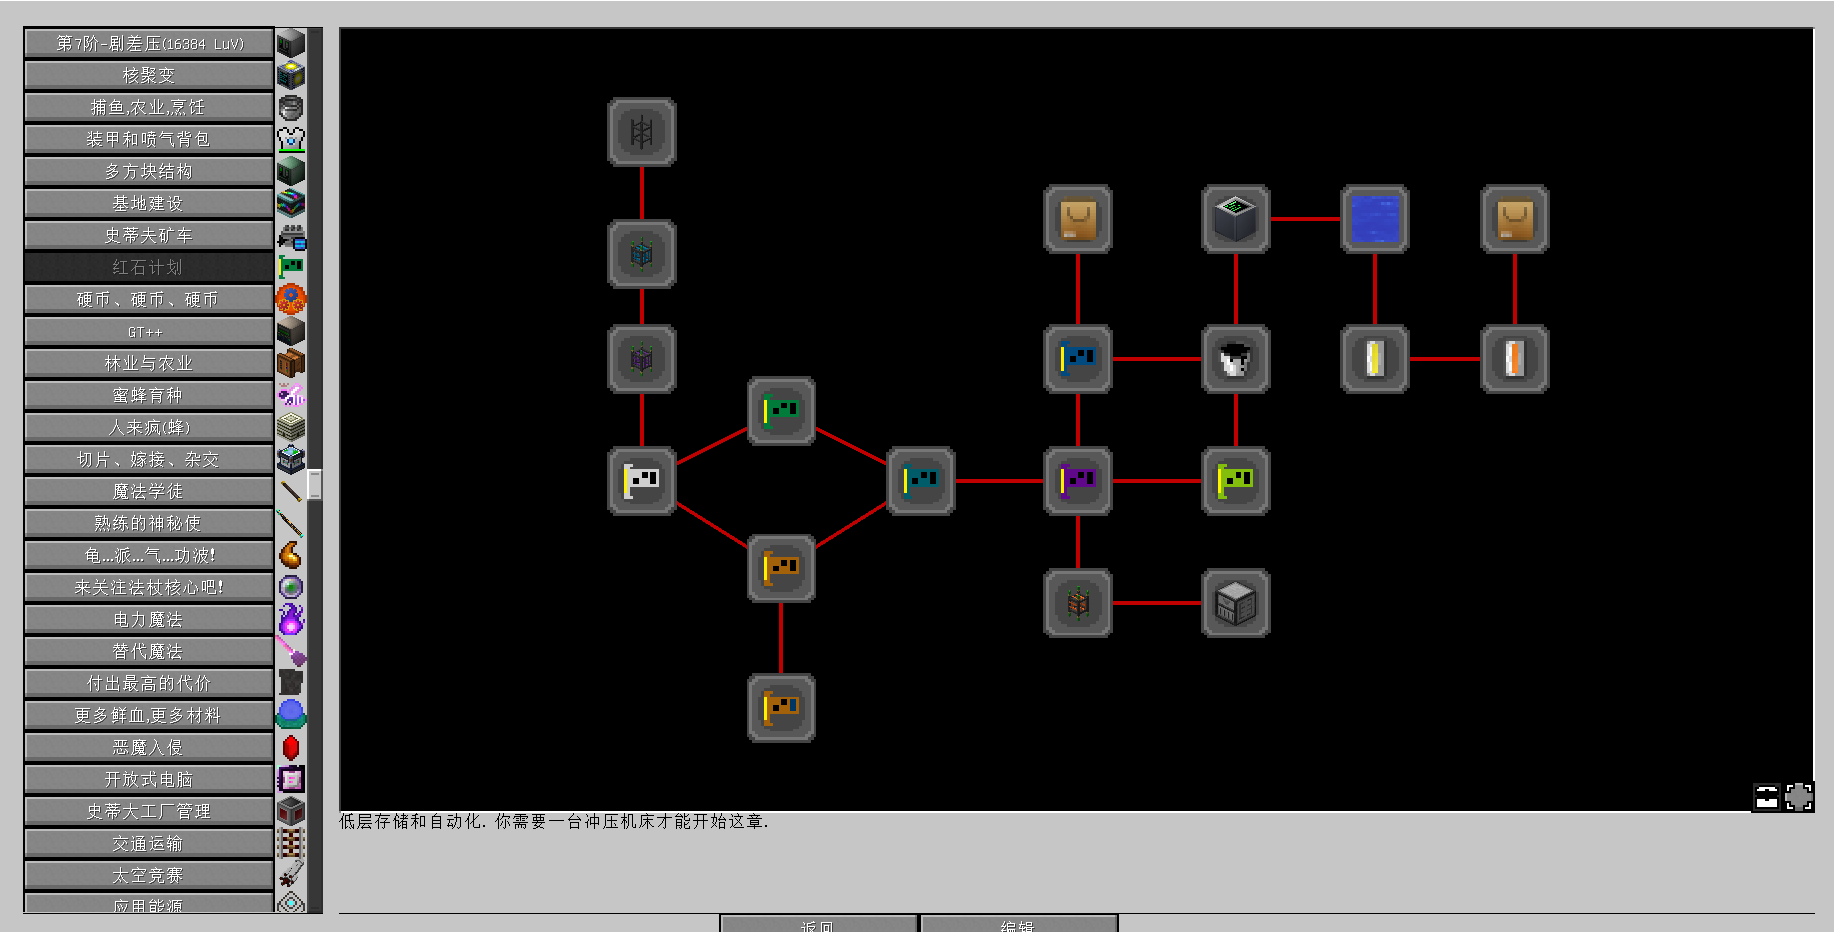 第7阶-剧差压(16384 LuV)
核聚变
捕鱼,农业,烹饪
装甲和喷气背包
多方块结构
基地建设
史蒂夫矿车
红石计划
硬币、硬币、硬币
GT++
林业与农业
蜜蜂育种
人来疯(蜂)
切片、嫁接、杂交
魔法学徒
熟练的神秘使
龟...派...气...功波!
来关注法杖核心吧!
电力魔法
替代魔法
付出最高的代价
更多鲜血,更多材料
恶魔入侵
开放式电脑
史蒂夫工厂管理
交通运输
太空竞赛
应用能源
低层存储和自动化. 你需要一台冲压机床才能开始这章.
返回
编辑